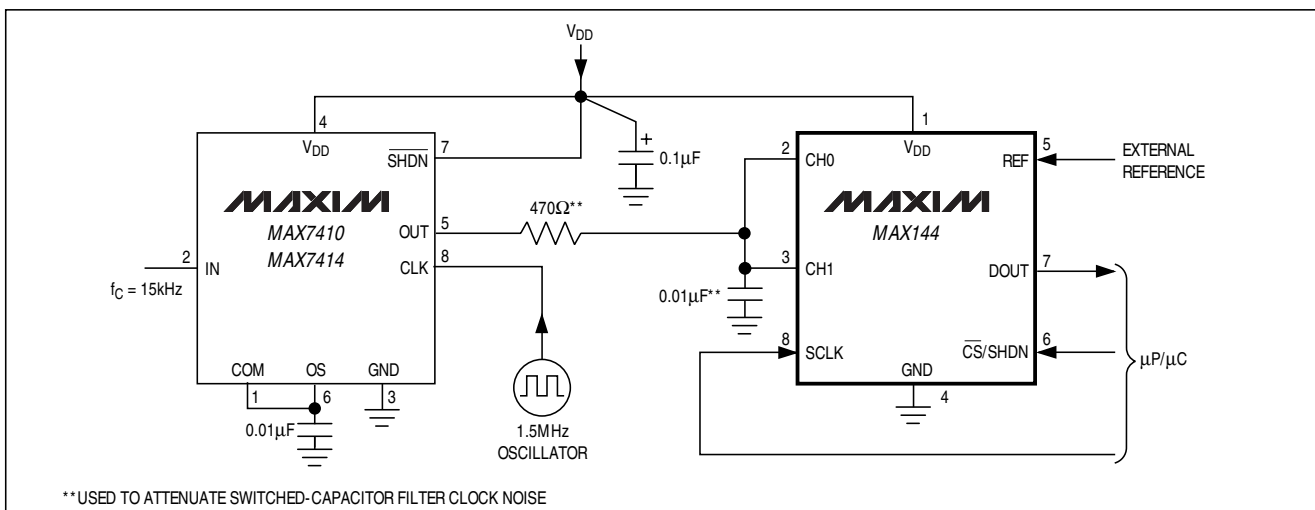 VDD
4
VDD
7
SHDN
+
0.1µF
1
VDD
2
CH0
5
REF
EXTERNAL
REFERENCE
MAXIM
MAX7410
MAX7414
OUT
5
470Ω**
8
CLK
2
IN
fC = 15kHz
MAXIM
MAX144
3
CH1
0.01µF**
DOUT
7
8
SCLK
CS/SHDN
6
µP/µC
COM
OS
GND
1
6
3
0.01µF
1.5MHz
OSCILLATOR
GND
4
**USED TO ATTENUATE SWITCHED-CAPACITOR FILTER CLOCK NOISE